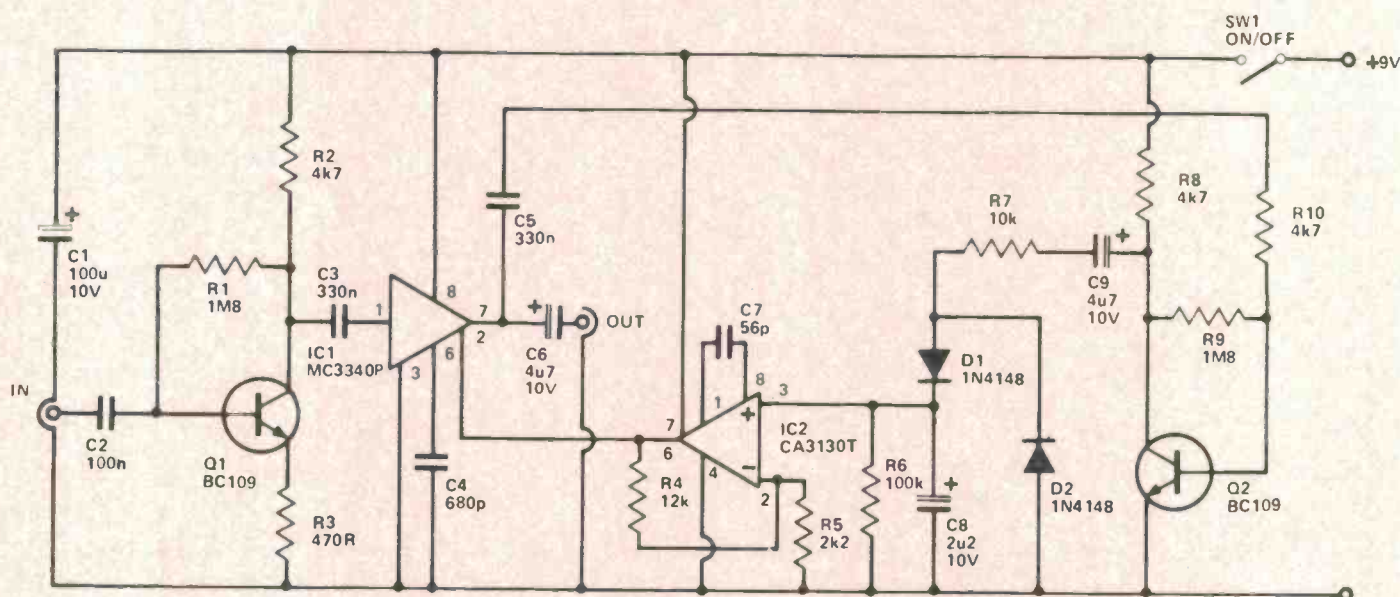 SW1
ON/OFF
+9V
R2
4k7
R8
4k7
R10
4k7
C5
330n
R7
10k
C1
100u
10V
+
R1
1M8
C3
330n
1
8
7
2
6
3
+
OUT
C6
4u7
10V
IC1
MC3340P
C9
4u7
10V
+
R9
1M8
C7
56p
D1
1N4148
IN
C2
100n
Q1
BC109
R3
470R
C4
680p
7
6
1
8
3
+
−
4
2
IC2
CA3130T
R4
12k
R5
2k2
R6
100k
+
C8
2u2
10V
D2
1N4148
Q2
BC109